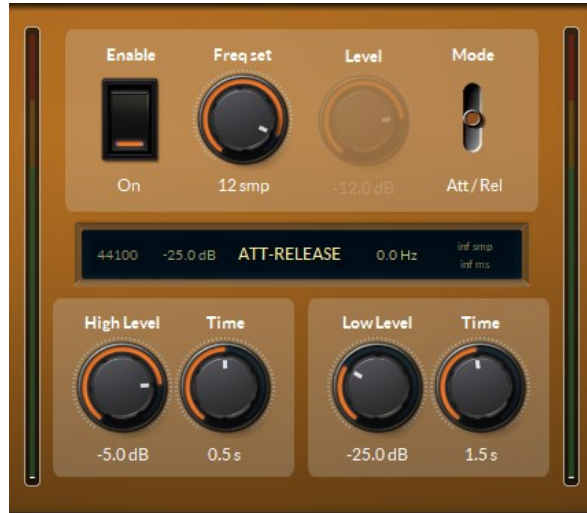 Enable Freq set Level Mode
On 12 smp -12.0 dB Att / Rel
44100 -25.0 dB ATT-RELEASE 0.0 Hz inf smp
inf ms
High Level Time Low Level Time
-5.0 dB 0.5 s -25.0 dB 1.5 s